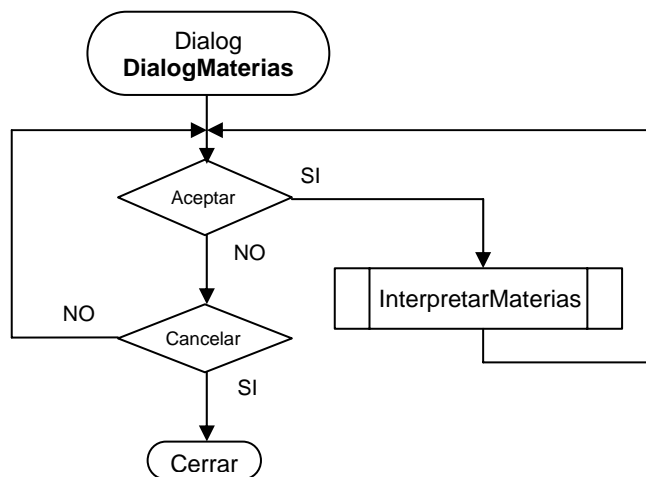 Dialog
DialogMaterias
Aceptar
SI
NO
InterpretarMaterias
NO
Cancelar
SI
Cerrar